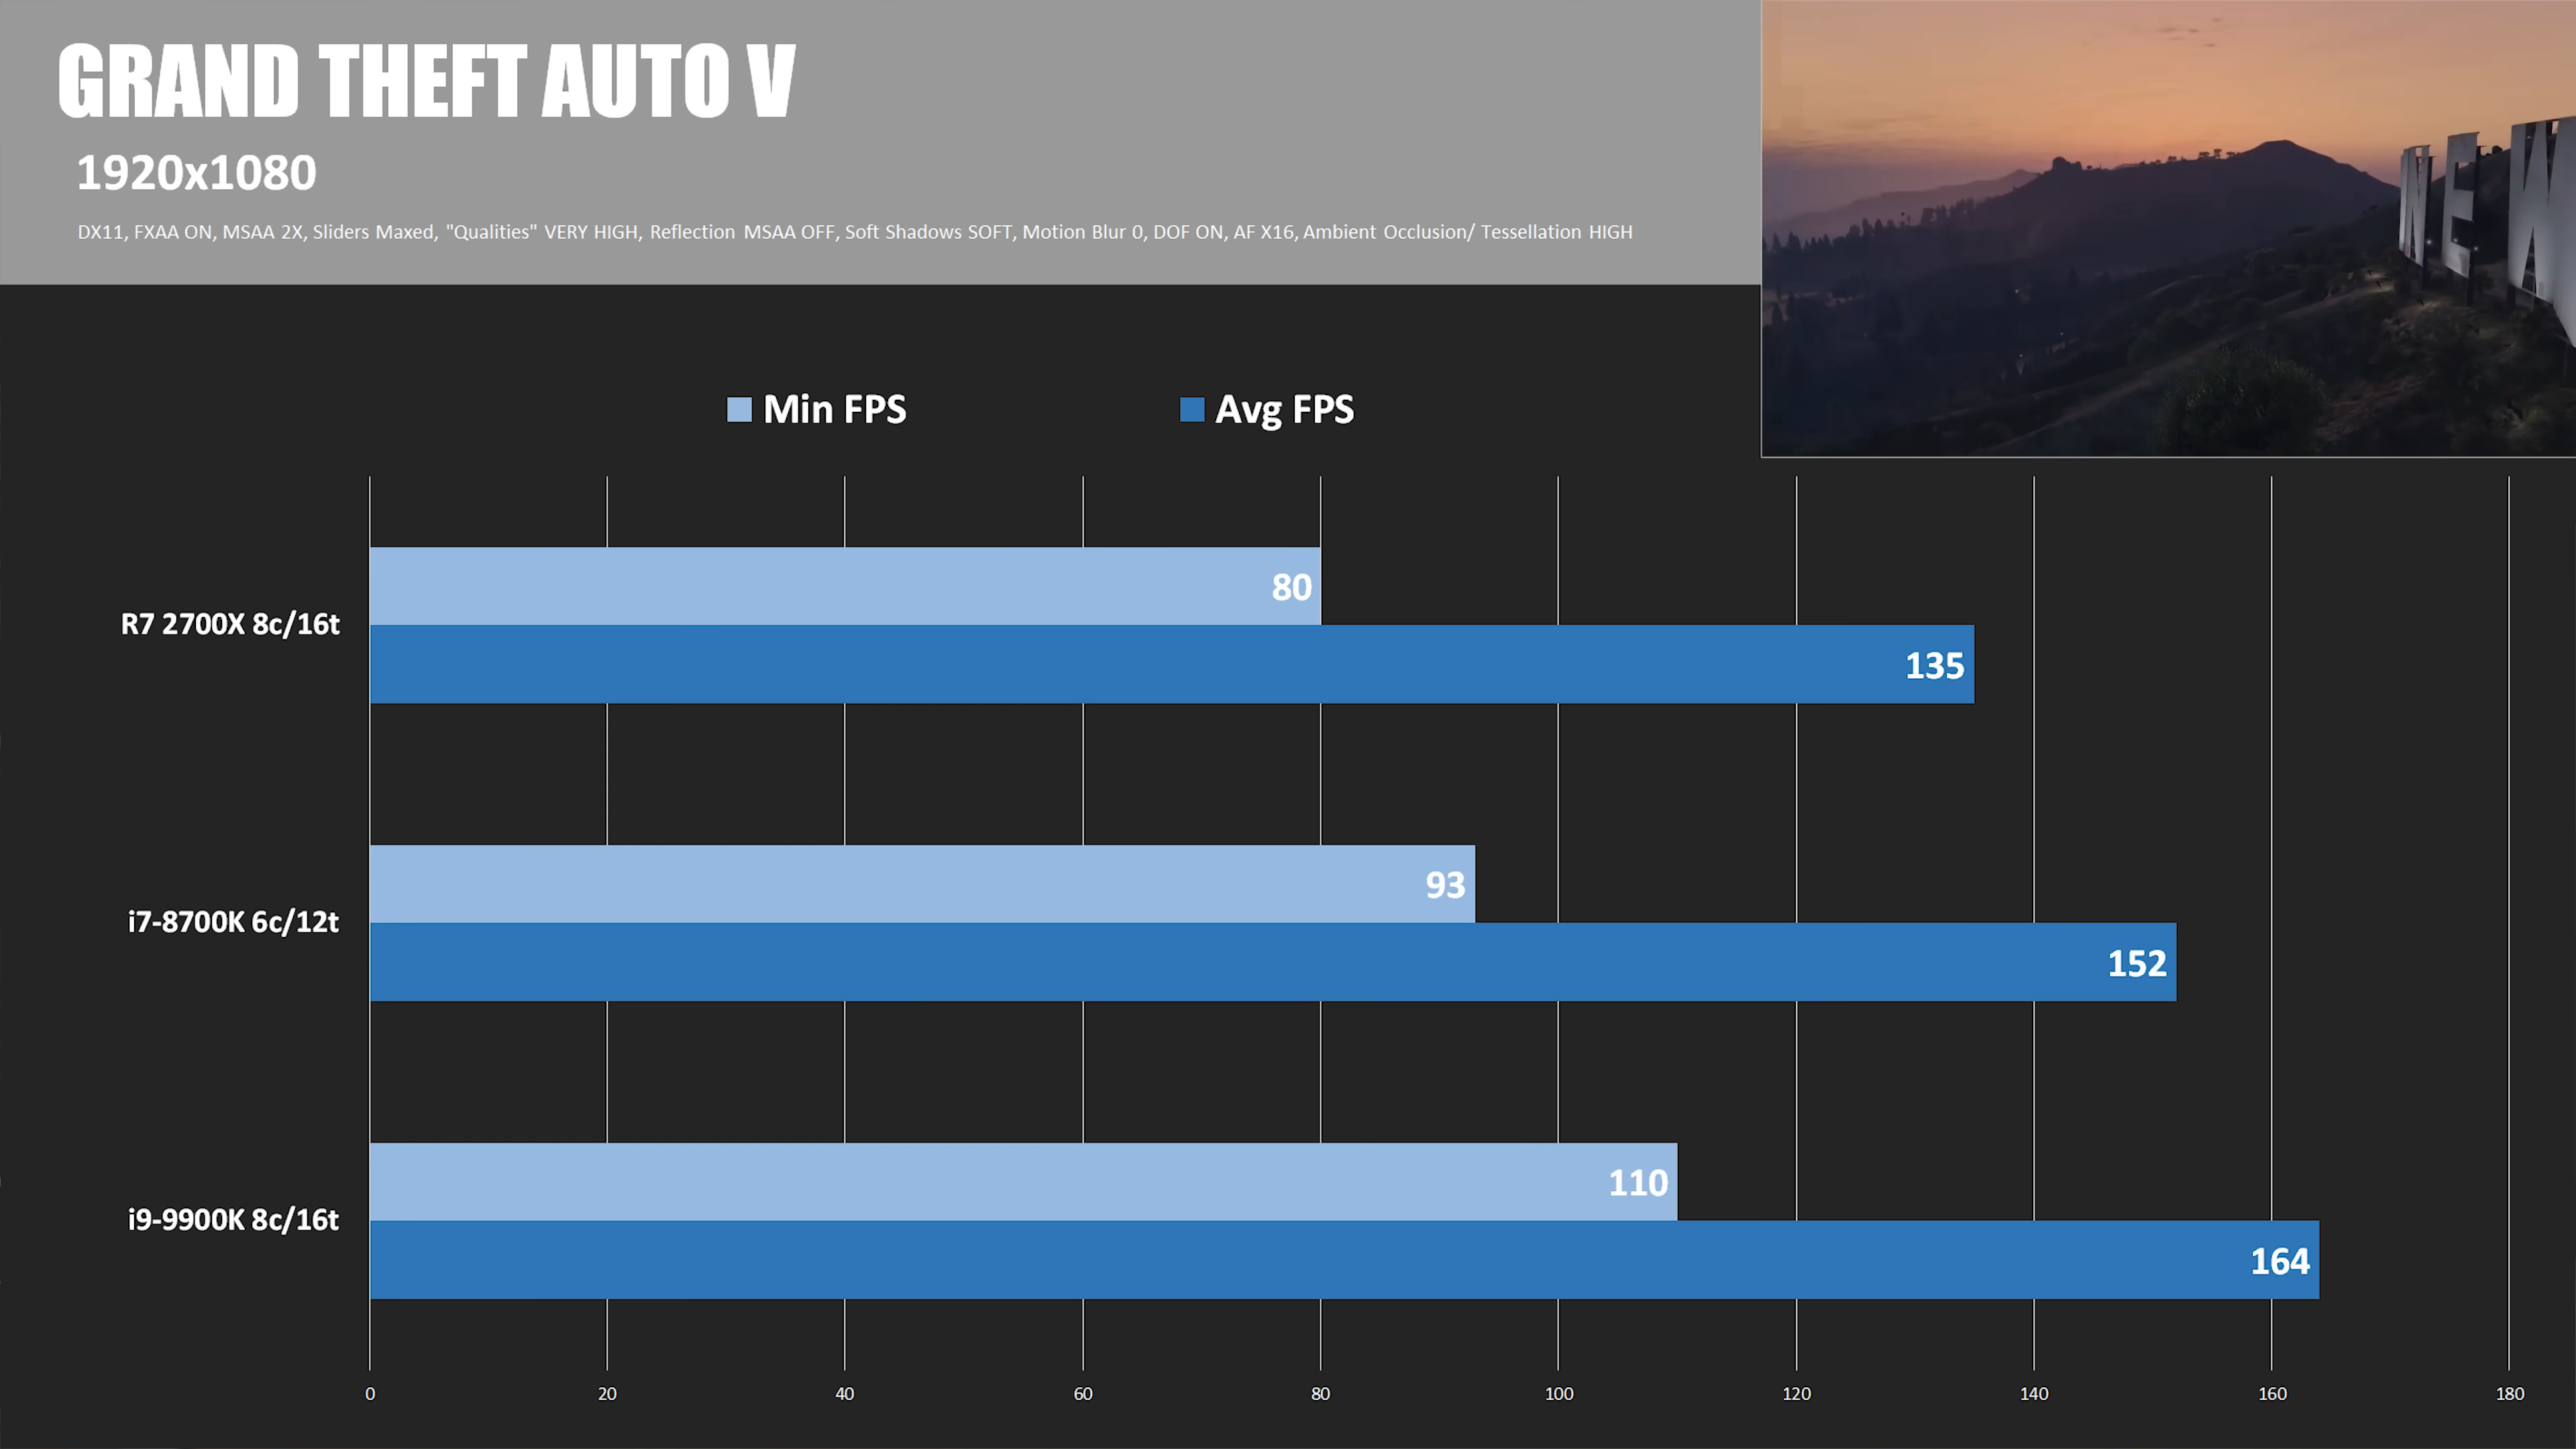 GRAND THEFT AUTO V
1920x1080
DX11, FXAA ON, MSAA 2X, Sliders Maxed, "Qualities" VERY HIGH, Reflection MSAA OFF, Soft Shadows SOFT, Motion Blur 0, DOF ON, AF X16, Ambient Occlusion/ Tessellation HIGH
NEW
Min FPS Avg FPS
80
R7 2700X 8c/16t
135
93
i7-8700K 6c/12t
152
110
i9-9900K 8c/16t
164
0 20 40 60 80 100 120 140 160 180